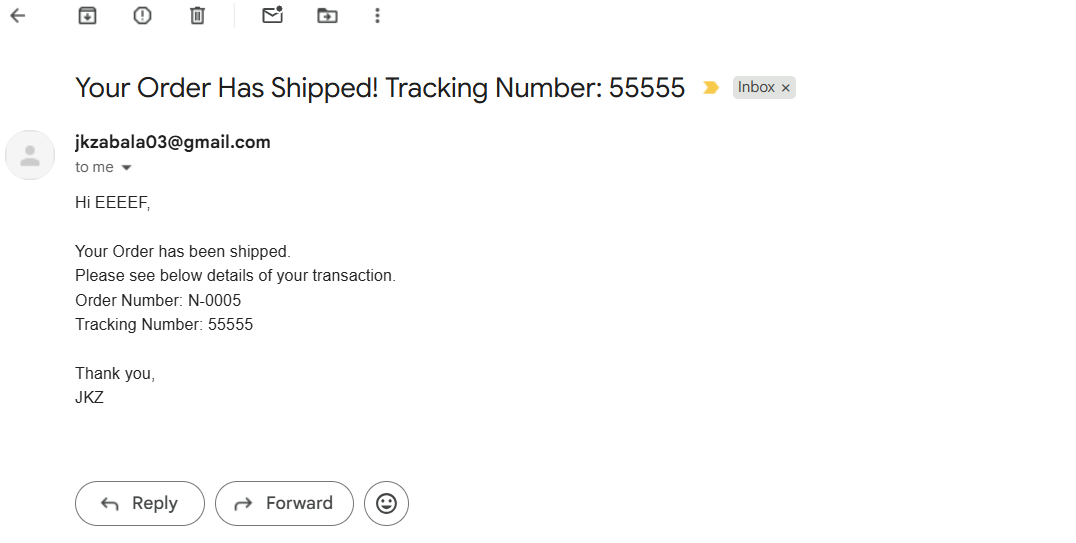 Your Order Has Shipped! Tracking Number: 55555 Inbox ×
jkzabala03@gmail.com
to me
Hi EEEEF,
Your Order has been shipped.
Please see below details of your transaction.
Order Number: N-0005
Tracking Number: 55555
Thank you,
JKZ
Reply Forward